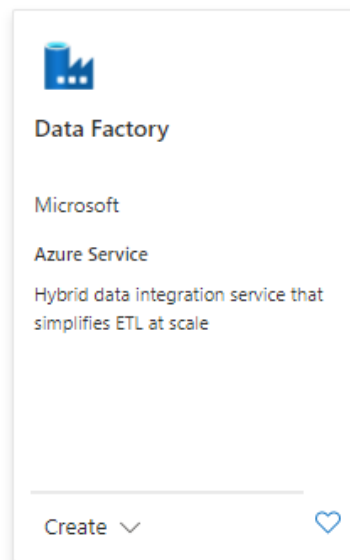 Data Factory
Microsoft
Azure Service
Hybrid data integration service that
simplifies ETL at scale
Create